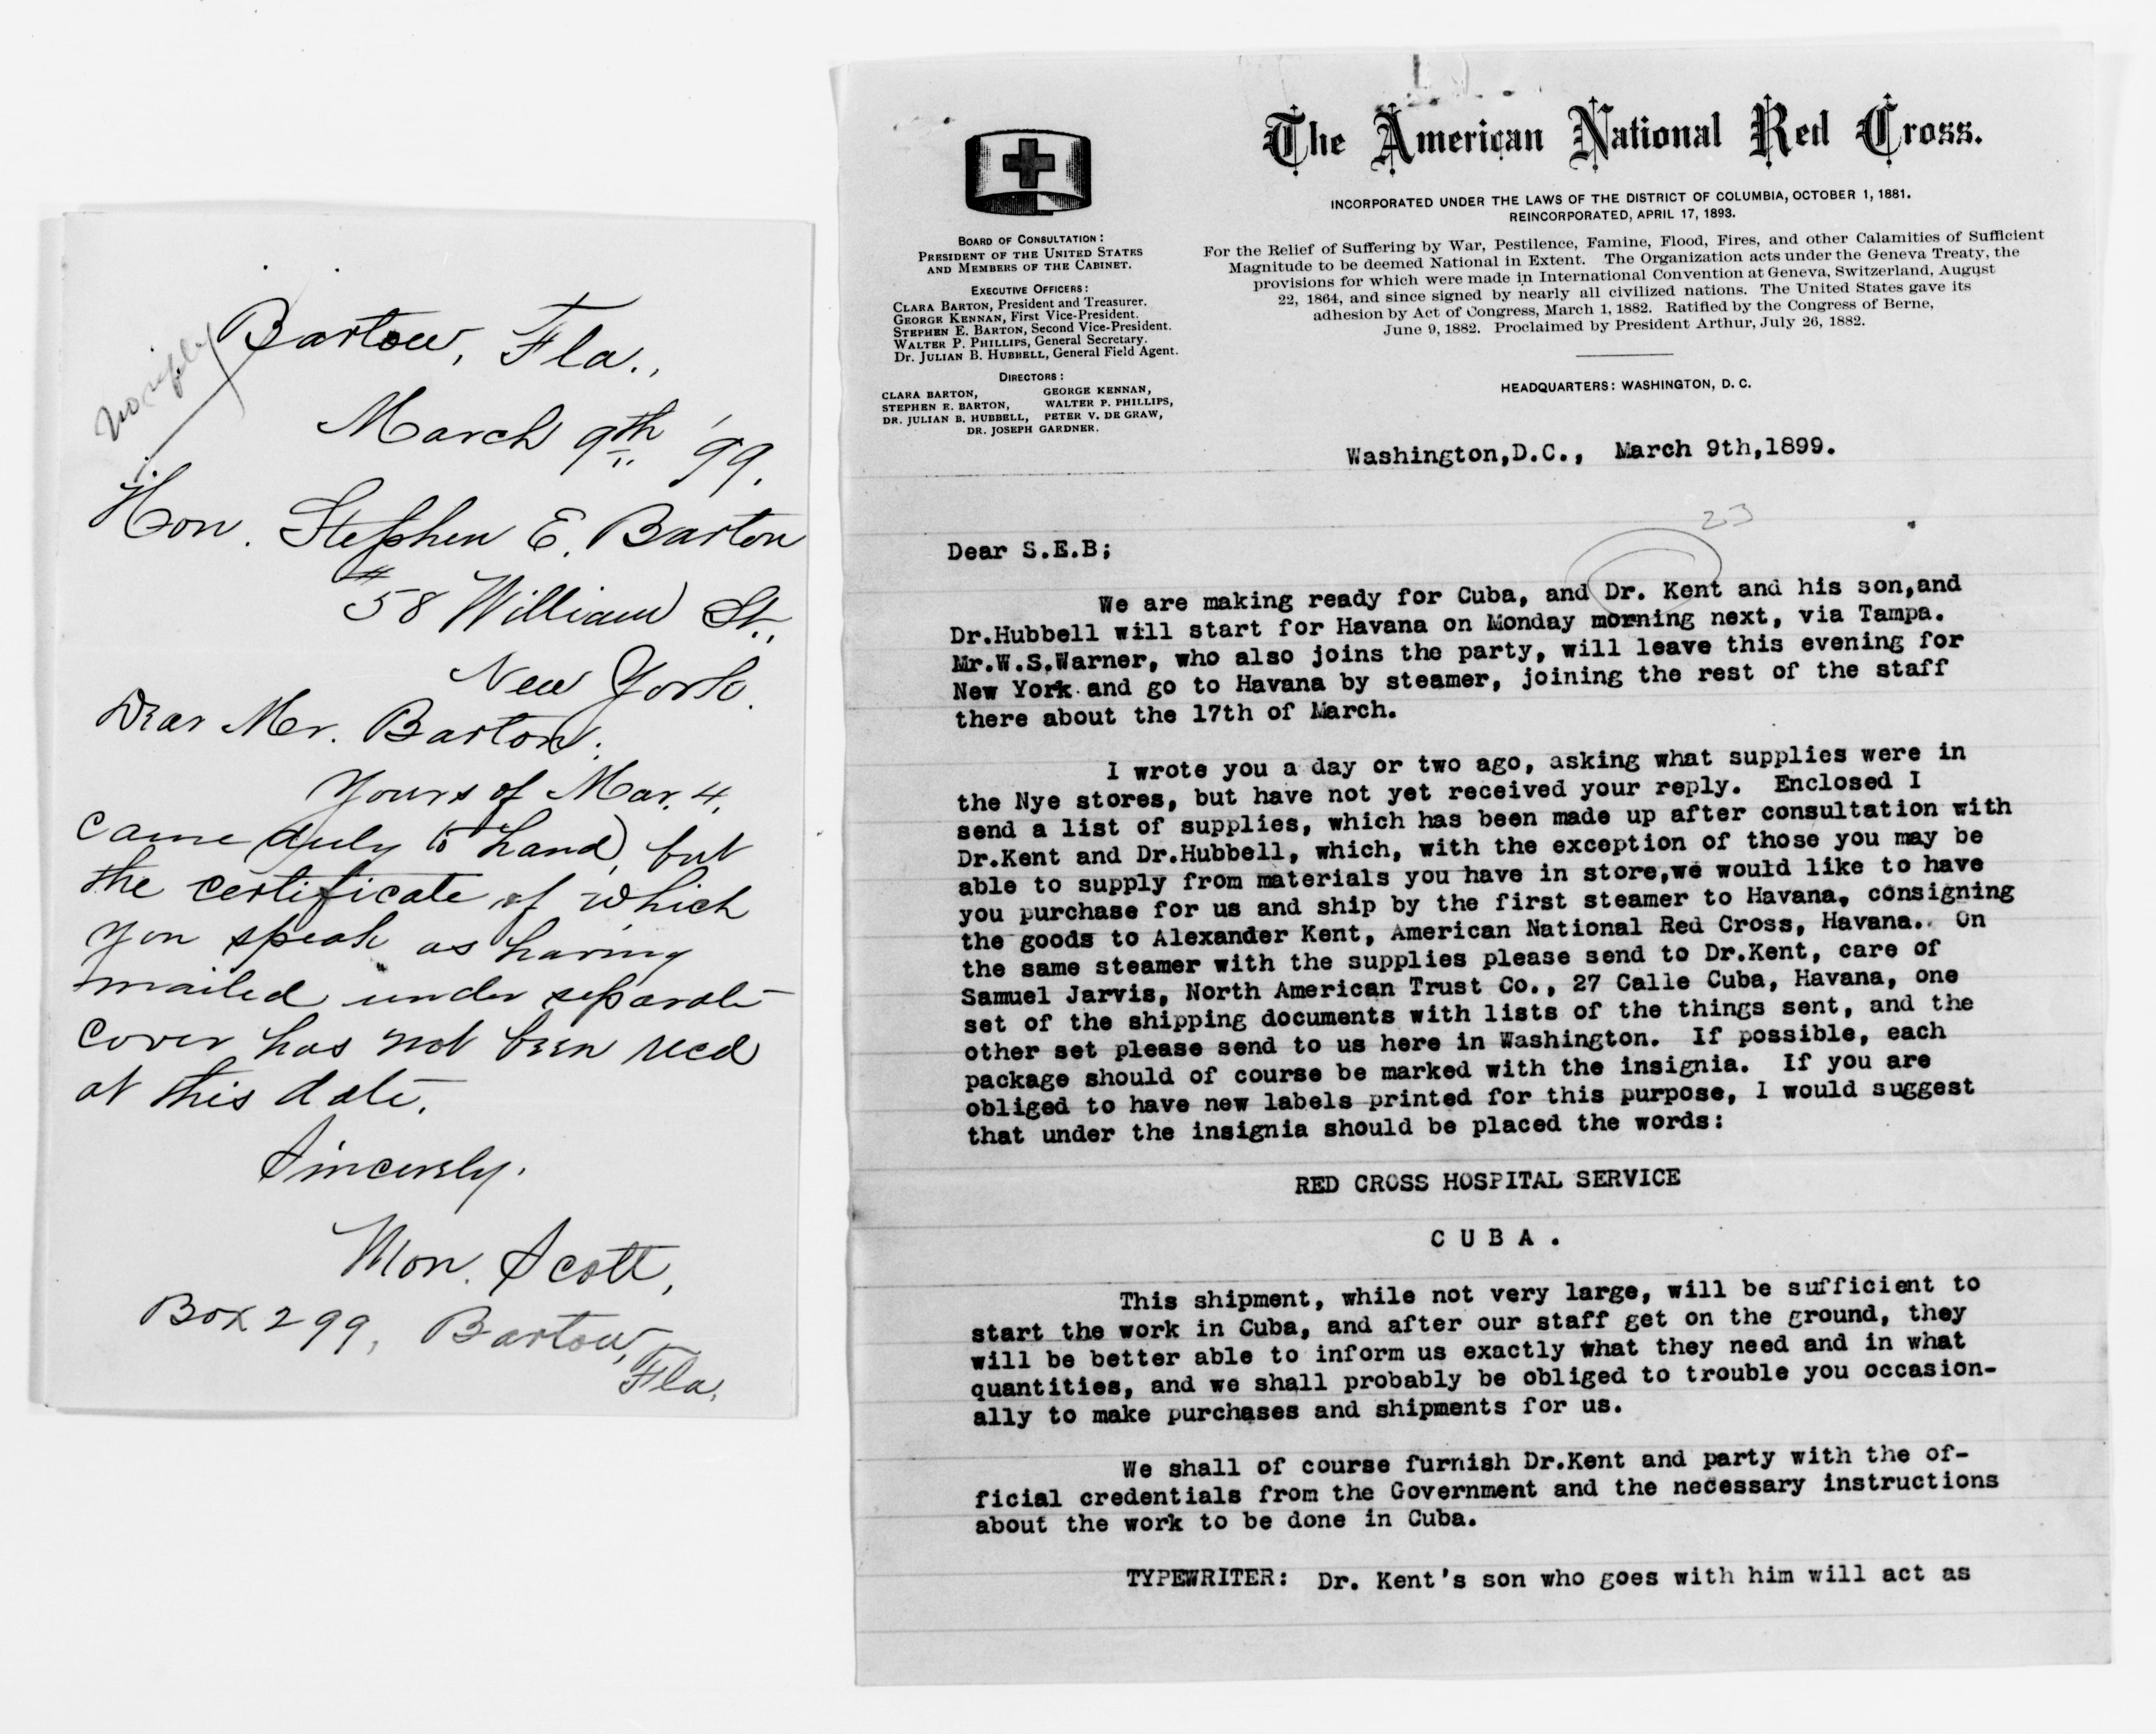 No reply
Bartow, Fla.,
March 9th '99.
Hon. Stephen E. Barton
#58 William St.,
New York.
Dear Mr. Barton:
Yours of Mar. 4,
came duly to hand, but
the certificate of which
you speak as having
mailed under separate
cover has not been recd
at this date.
Sincerely.
Mon. Scott,
Box 299, Bartow,
Fla.
The American National Red Cross.
INCORPORATED UNDER THE LAWS OF THE DISTRICT OF COLUMBIA, OCTOBER 1, 1881.
REINCORPORATED, APRIL 17, 1893.
For the Relief of Suffering by War, Pestilence, Famine, Flood, Fires, and other Calamities of Sufficient
Magnitude to be deemed National in Extent. The Organization acts under the Geneva Treaty, the
provisions for which were made in International Convention at Geneva, Switzerland, August
22, 1864, and since signed by nearly all civilized nations. The United States gave its
adhesion by Act of Congress, March 1, 1882. Ratified by the Congress of Berne,
June 9, 1882. Proclaimed by President Arthur, July 26, 1882.
HEADQUARTERS: WASHINGTON, D. C.
BOARD OF CONSULTATION:
PRESIDENT OF THE UNITED STATES
AND MEMBERS OF THE CABINET.
EXECUTIVE OFFICERS:
CLARA BARTON, President and Treasurer.
GEORGE KENNAN, First Vice-President.
STEPHEN E. BARTON, Second Vice-President.
WALTER P. PHILLIPS, General Secretary.
Dr. JULIAN B. HUBBELL, General Field Agent.
DIRECTORS:
CLARA BARTON, GEORGE KENNAN,
STEPHEN E. BARTON, WALTER P. PHILLIPS,
DR. JULIAN B. HUBBELL, PETER V. DE GRAW,
DR. JOSEPH GARDNER.
Washington,D.C., March 9th,1899.
23
Dear S.E.B;
We are making ready for Cuba, and Dr. Kent and his son,and
Dr.Hubbell will start for Havana on Monday morning next, via Tampa.
Mr.W.S.Warner, who also joins the party, will leave this evening for
New York and go to Havana by steamer, joining the rest of the staff
there about the 17th of March.
I wrote you a day or two ago, asking what supplies were in
the Nye stores, but have not yet received your reply. Enclosed I
send a list of supplies, which has been made up after consultation with
Dr.Kent and Dr.Hubbell, which, with the exception of those you may be
able to supply from materials you have in store,we would like to have
you purchase for us and ship by the first steamer to Havana, consigning
the goods to Alexander Kent, American National Red Cross, Havana. On
the same steamer with the supplies please send to Dr.Kent, care of
Samuel Jarvis, North American Trust Co., 27 Calle Cuba, Havana, one
set of the shipping documents with lists of the things sent, and the
other set please send to us here in Washington. If possible, each
package should of course be marked with the insignia. If you are
obliged to have new labels printed for this purpose, I would suggest
that under the insignia should be placed the words:
RED CROSS HOSPITAL SERVICE
C U B A .
This shipment, while not very large, will be sufficient to
start the work in Cuba, and after our staff get on the ground, they
will be better able to inform us exactly what they need and in what
quantities, and we shall probably be obliged to trouble you occasion-
ally to make purchases and shipments for us.
We shall of course furnish Dr.Kent and party with the of-
ficial credentials from the Government and the necessary instructions
about the work to be done in Cuba.
TYPEWRITER: Dr. Kent's son who goes with him will act as